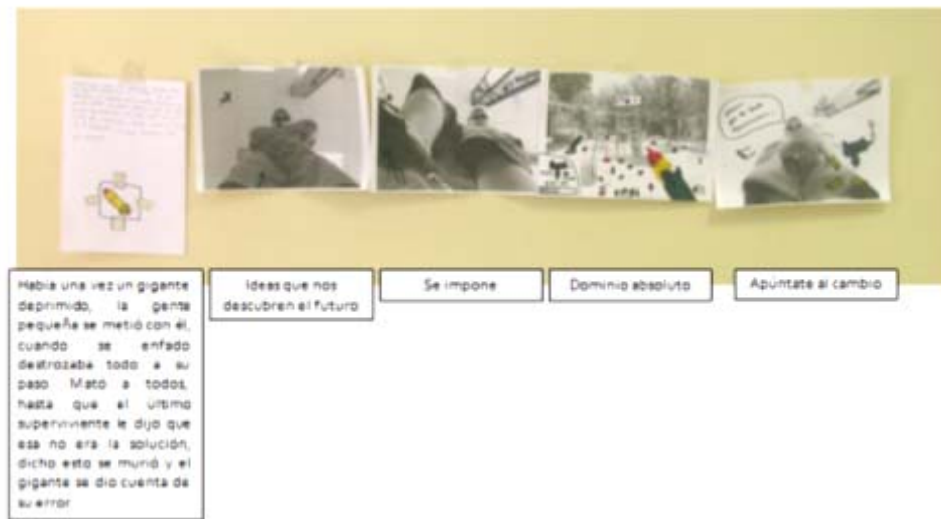 Había una vez un gigante
deprimido, la gente
pequeña se metió con él,
cuando se enfado
destrozaba todo a su
paso Mató a todos,
hasta que el último
superviviente le dijo que
esa no era la solución,
dicho esto se murió y el
gigante se dio cuenta de
su error
Ideas que nos
descubren el futuro
Se impone
Dominio absoluto
Apúntate al cambio